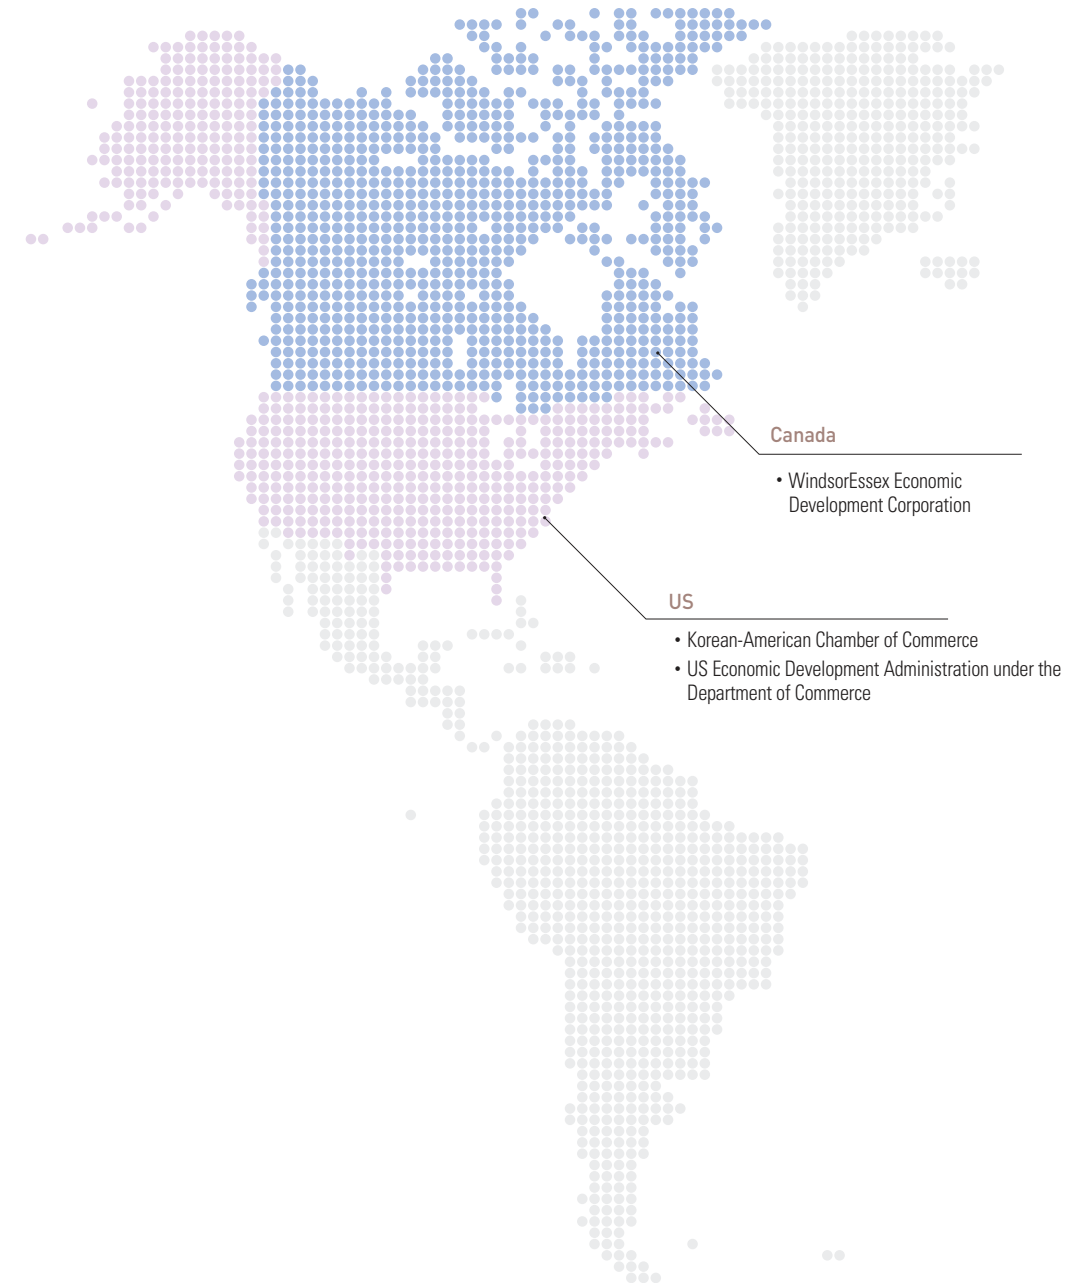 Canada
• WindsorEssex Economic
Development Corporation
US
• Korean-American Chamber of Commerce
• US Economic Development Administration under the
Department of Commerce